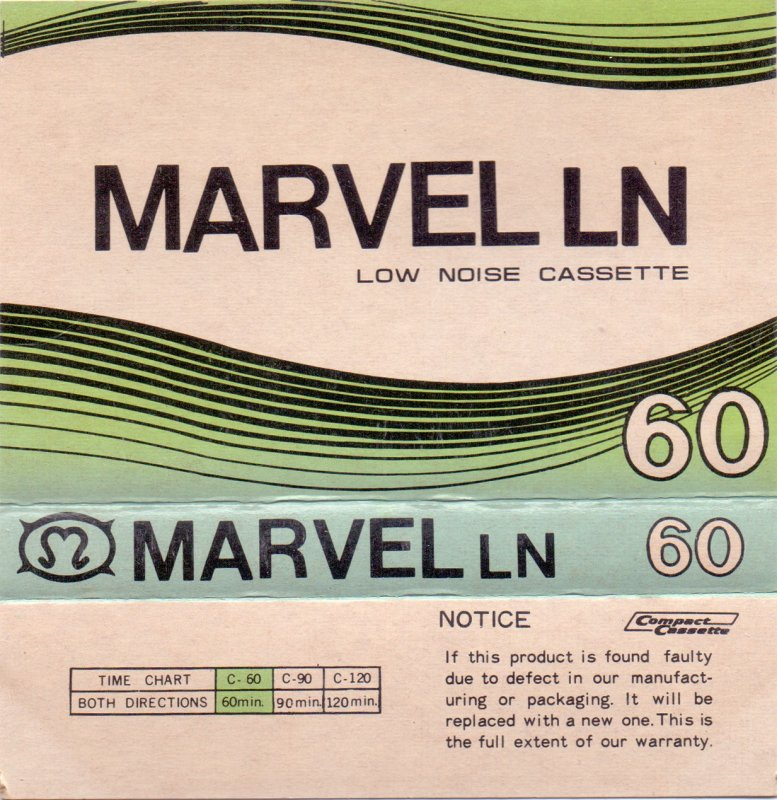 MARVEL LN
LOW NOISE CASSETTE
60
MARVEL LN 60
NOTICE
Compact
Cassette
If this product is found faulty
due to defect in our manufact-
uring or packaging. It will be
replaced with a new one. This is
the full extent of our warranty.
TIME CHART C-60 C-90 C-120
BOTH DIRECTIONS 60min. 90min. 120min.